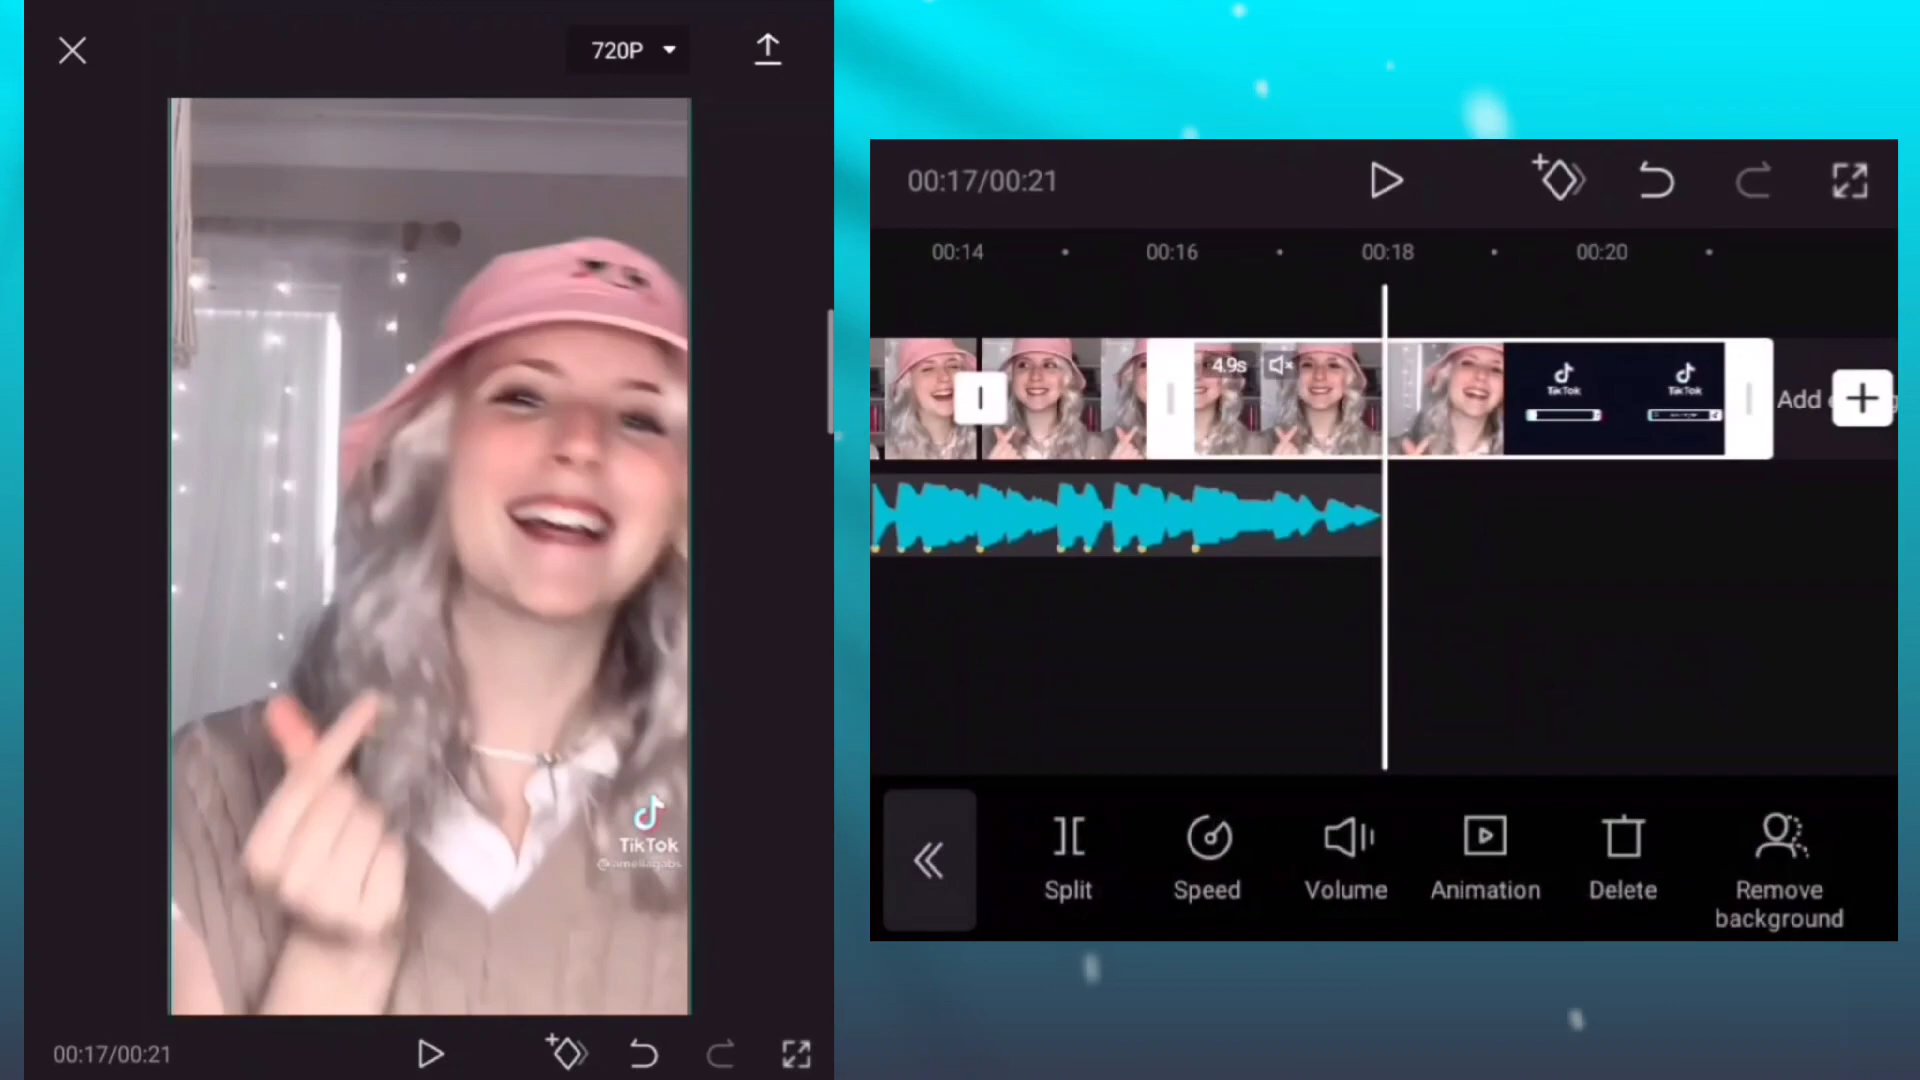 720P
TikTok
@ameliagabs
00:17/00:21
00:17/00:21
00:14
00:16
00:18
00:20
4.9s
TikTok
TikTok
Add
Split
Speed
Volume
Animation
Delete
Remove
background